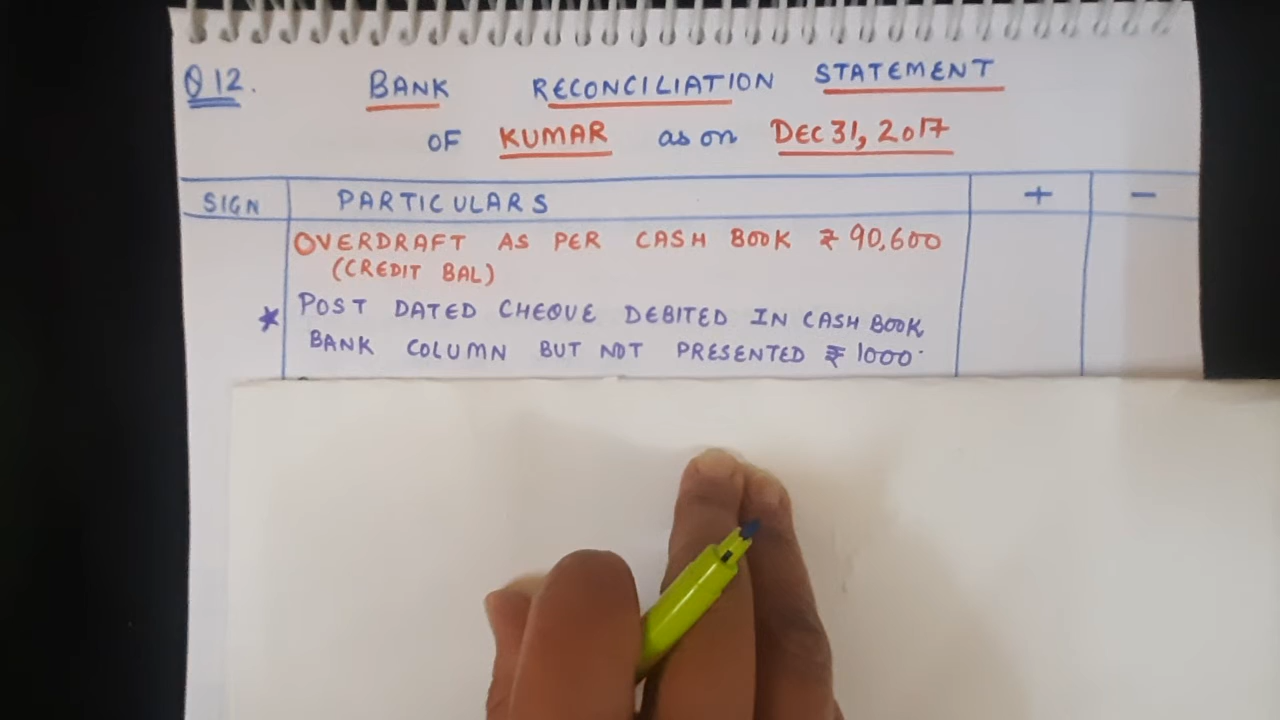 Q 12. BANK RECONCILIATION STATEMENT
OF KUMAR as on DEC 31, 2017
SIGN PARTICULARS + -
OVERDRAFT AS PER CASH BOOK ₹ 90,600
(CREDIT BAL)
* POST DATED CHEQUE DEBITED IN CASH BOOK
BANK COLUMN BUT NOT PRESENTED ₹ 1000